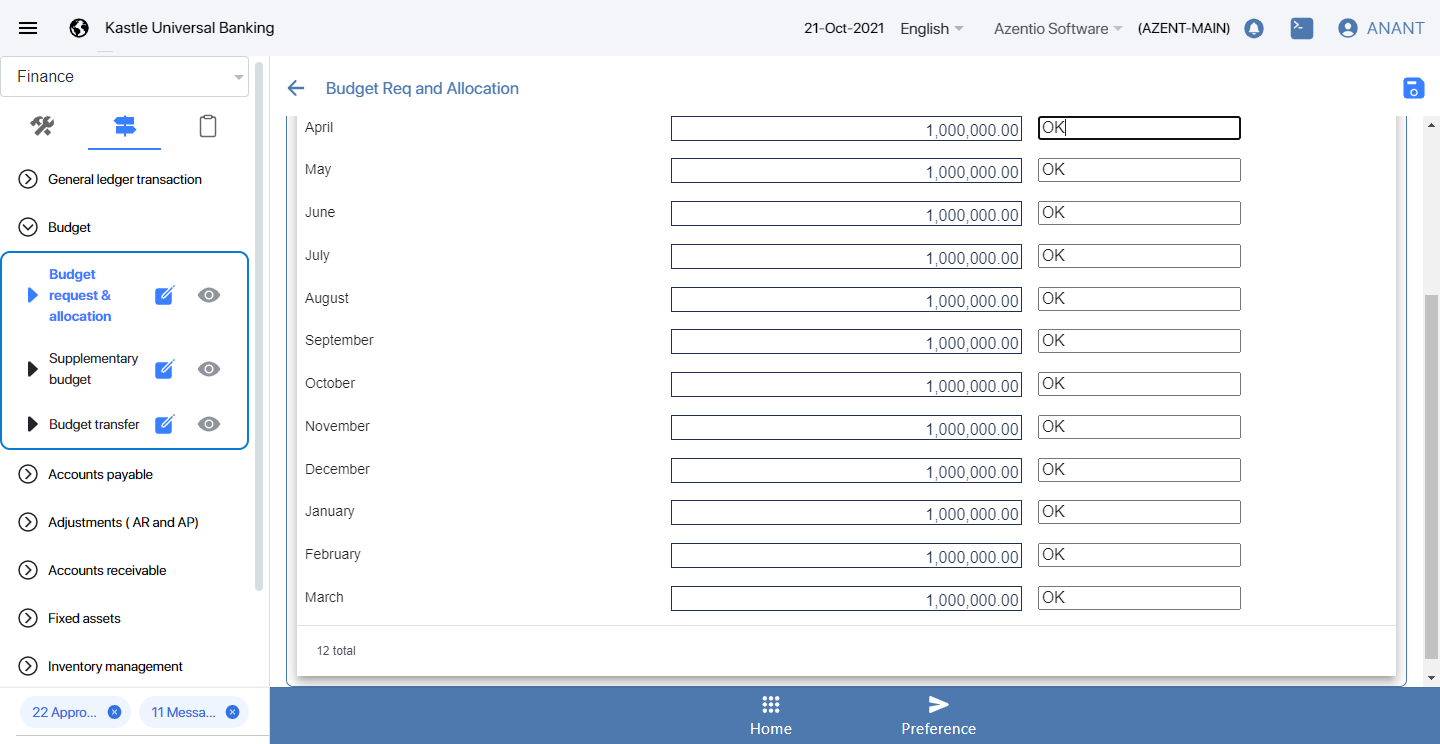 Kastle Universal Banking
21-Oct-2021
English
Azentio Software
(AZENT-MAIN)
ANANT
Finance
General ledger transaction
Budget
Budget
request &
allocation
Supplementary
budget
Budget transfer
Accounts payable
Adjustments ( AR and AP)
Accounts receivable
Fixed assets
Inventory management
22 Appro...
11 Messa...
Budget Req and Allocation
April 1,000,000.00 OK
May 1,000,000.00 OK
June 1,000,000.00 OK
July 1,000,000.00 OK
August 1,000,000.00 OK
September 1,000,000.00 OK
October 1,000,000.00 OK
November 1,000,000.00 OK
December 1,000,000.00 OK
January 1,000,000.00 OK
February 1,000,000.00 OK
March 1,000,000.00 OK
12 total
Home
Preference